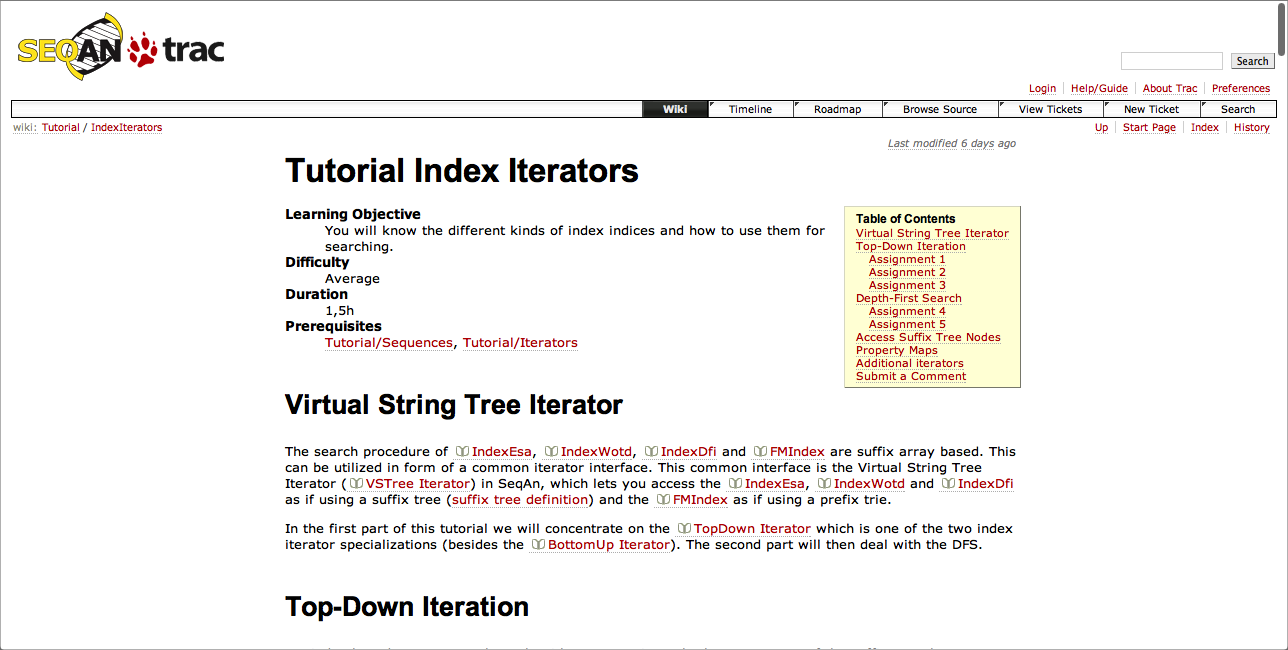 SEQAN trac
Search
Login Help/Guide About Trac Preferences
Wiki Timeline Roadmap Browse Source View Tickets New Ticket Search
wiki: Tutorial / IndexIterators
Up Start Page Index History
Last modified 6 days ago
Tutorial Index Iterators
Learning Objective
You will know the different kinds of index indices and how to use them for
searching.
Difficulty
Average
Duration
1,5h
Prerequisites
Tutorial/Sequences, Tutorial/Iterators
Table of Contents
Virtual String Tree Iterator
Top-Down Iteration
Assignment 1
Assignment 2
Assignment 3
Depth-First Search
Assignment 4
Assignment 5
Access Suffix Tree Nodes
Property Maps
Additional iterators
Submit a Comment
Virtual String Tree Iterator
The search procedure of IndexEsa, IndexWotd, IndexDfi and FMIndex are suffix array based. This
can be utilized in form of a common iterator interface. This common interface is the Virtual String Tree
Iterator (VSTree Iterator) in SeqAn, which lets you access the IndexEsa, IndexWotd and IndexDfi
as if using a suffix tree (suffix tree definition) and the FMIndex as if using a prefix trie.
In the first part of this tutorial we will concentrate on the TopDown Iterator which is one of the two index
iterator specializations (besides the BottomUp Iterator). The second part will then deal with the DFS.
Top-Down Iteration